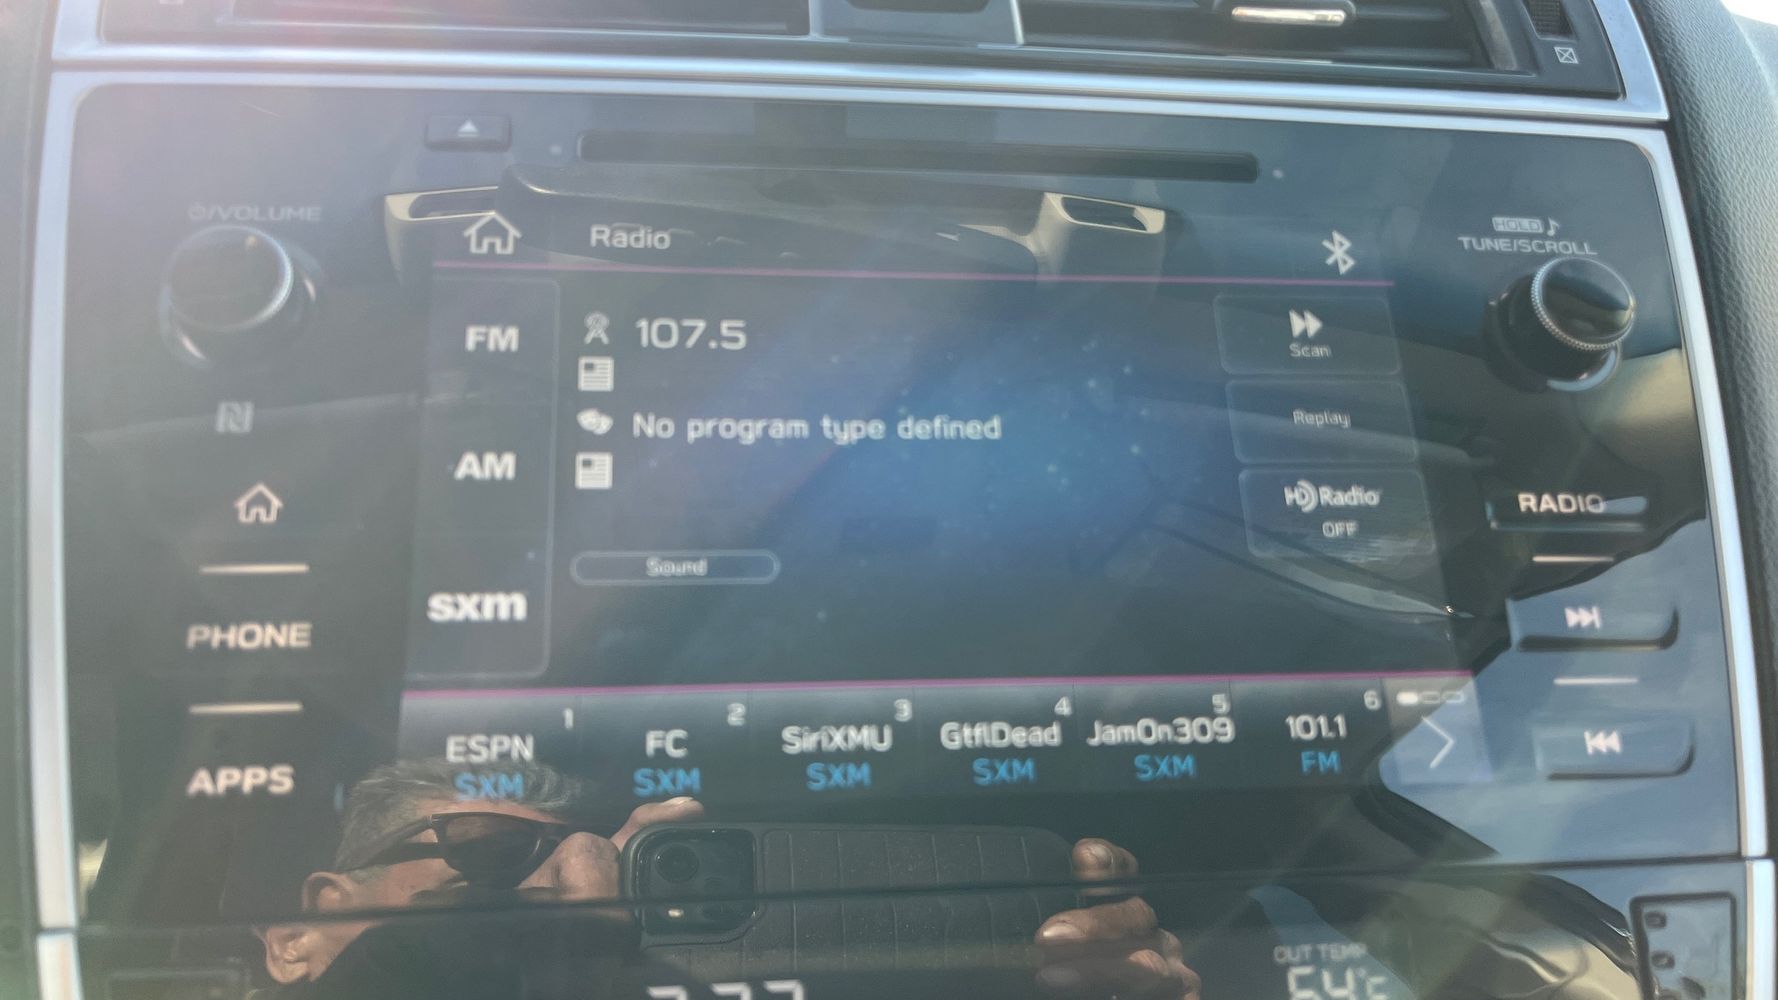 /VOLUME
Radio
HOLD
TUNE/SCROLL
FM
107.5
Scan
No program type defined
Replay
AM
HD Radio
OFF
RADIO
Sound
sxm
PHONE
1
2
3
4
5
6
ESPN
FC
SiriXMU
GtflDead
JamOn309
101.1
SXM
SXM
SXM
SXM
SXM
FM
APPS
OUT TEMP